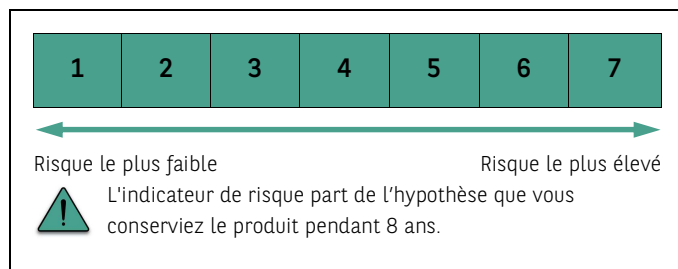 1 2 3 4 5 6 7
Risque le plus faible Risque le plus élevé
L'indicateur de risque part de l’hypothèse que vous
conserviez le produit pendant 8 ans.